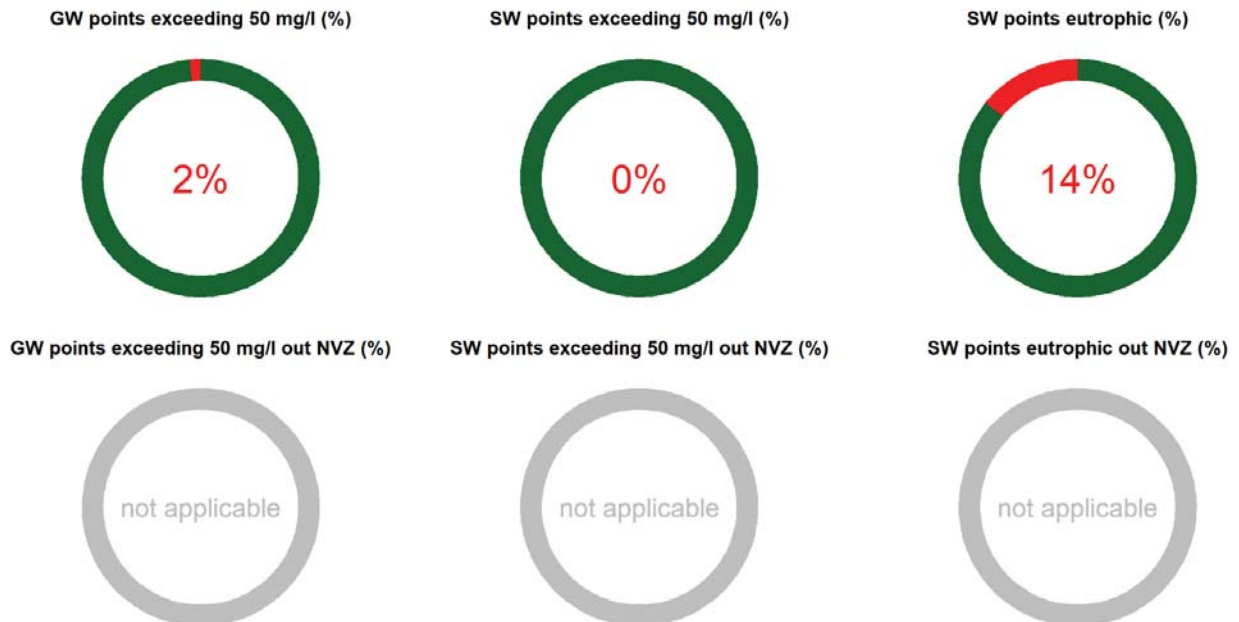 GW points exceeding 50 mg/l (%)
SW points exceeding 50 mg/l (%)
SW points eutrophic (%)
2%
0%
14%
GW points exceeding 50 mg/l out NVZ (%)
SW points exceeding 50 mg/l out NVZ (%)
SW points eutrophic out NVZ (%)
not applicable
not applicable
not applicable